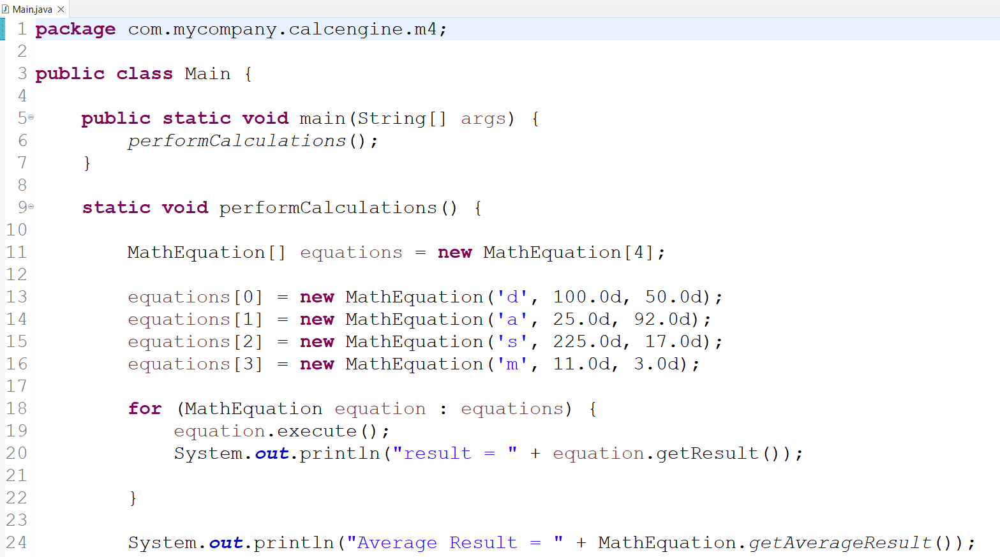 Main.java
1 package com.mycompany.calcengine.m4;
2
3 public class Main {
4
5     public static void main(String[] args) {
6         performCalculations();
7     }
8
9     static void performCalculations() {
10
11         MathEquation[] equations = new MathEquation[4];
12
13         equations[0] = new MathEquation('d', 100.0d, 50.0d);
14         equations[1] = new MathEquation('a', 25.0d, 92.0d);
15         equations[2] = new MathEquation('s', 225.0d, 17.0d);
16         equations[3] = new MathEquation('m', 11.0d, 3.0d);
17
18         for (MathEquation equation : equations) {
19             equation.execute();
20             System.out.println("result = " + equation.getResult());
21
22         }
23
24         System.out.println("Average Result = " + MathEquation.getAverageResult());